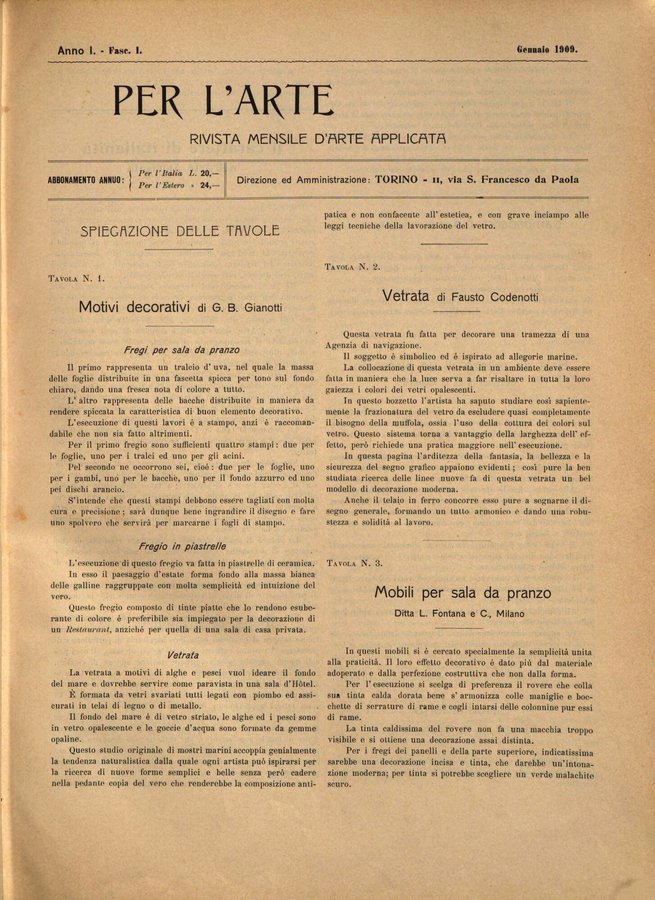 Anno I. - Fasc. 1.
Gennaio 1909.
PER L'ARTE
RIVISTA MENSILE D'ARTE APPLICATA
ABBONAMENTO ANNUO:
Per l'Italia L. 20,—
Per l'Estero » 24,—
Direzione ed Amministrazione: TORINO - 11, via S. Francesco da Paola
SPIEGAZIONE DELLE TAVOLE
TAVOLA N. 1.
Motivi decorativi di G. B. Gianotti
Fregi per sala da pranzo
Il primo rappresenta un tralcio d'uva, nel quale la massa
delle foglie distribuite in una fascetta spicca per tono sul fondo
chiaro, dando una fresca nota di colore a tutto.
L'altro rappresenta delle bacche distribuite in maniera da
rendere spiccata la caratteristica di buon elemento decorativo.
L'esecuzione di questi lavori è a stampo, anzi è raccoman-
dabile che non sia fatto altrimenti.
Per il primo fregio sono sufficienti quattro stampi: due per
le foglie, uno per i tralci ed uno per gli acini.
Pel secondo ne occorrono sei, cioé: due per le foglie, uno
per i gambi, uno per le bacche, uno per il fondo azzurro ed uno
pei dischi arancio.
S'intende che questi stampi debbono essere tagliati con molta
cura e precisione; sarà dunque bene ingrandire il disegno e fare
uno spolvero che servirà per marcarne i fogli di stampo.
Fregio in piastrelle
L'esecuzione di questo fregio va fatta in piastrelle di ceramica.
In esso il paesaggio d'estate forma fondo alla massa bianca
delle galline raggruppate con molta semplicità ed intuizione del
vero.
Questo fregio composto di tinte piatte che lo rendono esube-
rante di colore é preferibile sia impiegato per la decorazione di
un Restaurant, anziché per quella di una sala di casa privata.
Vetrata
La vetrata a motivi di alghe e pesci vuol ideare il fondo
del mare e dovrebbe servire come paravista in una sala d'Hôtel.
È formata da vetri svariati tutti legati con piombo ed assi-
curati in telai di legno o di metallo.
Il fondo del mare è di vetro striato, le alghe ed i pesci sono
in vetro opalescente e le goccie d'acqua sono formate da gemme
opaline.
Questo studio originale di mostri marini accoppia genialmente
la tendenza naturalistica dalla quale ogni artista può ispirarsi per
la ricerca di nuove forme semplici e belle senza però cadere
nella pedante copia del vero che renderebbe la composizione anti-
patica e non confacente all'estetica, e con grave inciampo alle
leggi tecniche della lavorazione del vetro.
TAVOLA N. 2.
Vetrata di Fausto Codenotti
Questa vetrata fu fatta per decorare una tramezza di una
Agenzia di navigazione.
Il soggetto é simbolico ed é ispirato ad allegorie marine.
La collocazione di questa vetrata in un ambiente deve essere
fatta in maniera che la luce serva a far risaltare in tutta la loro
gaiezza i colori dei vetri opalescenti.
In questo bozzetto l'artista ha saputo studiare così sapiente-
mente la frazionatura del vetro da escludere quasi completamente
il bisogno della muffola, ossia l'uso della cottura dei colori sul
vetro. Questo sistema torna a vantaggio della larghezza dell'ef-
fetto, però richiede una pratica maggiore nell'esecuzione.
In questa pagina l'arditezza della fantasia, la bellezza e la
sicurezza del segno grafico appaiono evidenti; così pure la ben
studiata ricerca delle linee nuove fa di questa vetrata un bel
modello di decorazione moderna.
Anche il telaio in ferro concorre esso pure a segnarne il di-
segno generale, formando un tutto armonico e dando una robu-
stezza e solidità al lavoro.
TAVOLA N. 3.
Mobili per sala da pranzo
Ditta L. Fontana e C., Milano
In questi mobili si è cercato specialmente la semplicità unita
alla praticità. Il loro effetto decorativo è dato più dal materiale
adoperato e dalla perfezione costruttiva che non dalla forma.
Per l'esecuzione si scelga di preferenza il rovere che colla
sua tinta calda dorata bene s'armonizza colle maniglie e boc-
chette di serrature di rame e cogli intarsi delle colonnine pur essi
di rame.
La tinta caldissima del rovere non fa una macchia troppo
visibile e si ottiene una decorazione assai distinta.
Per i fregi dei panelli e della parte superiore, indicatissima
sarebbe una decorazione incisa e tinta, che darebbe un'intona-
zione moderna; per tinta si potrebbe scegliere un verde malachite
scuro.